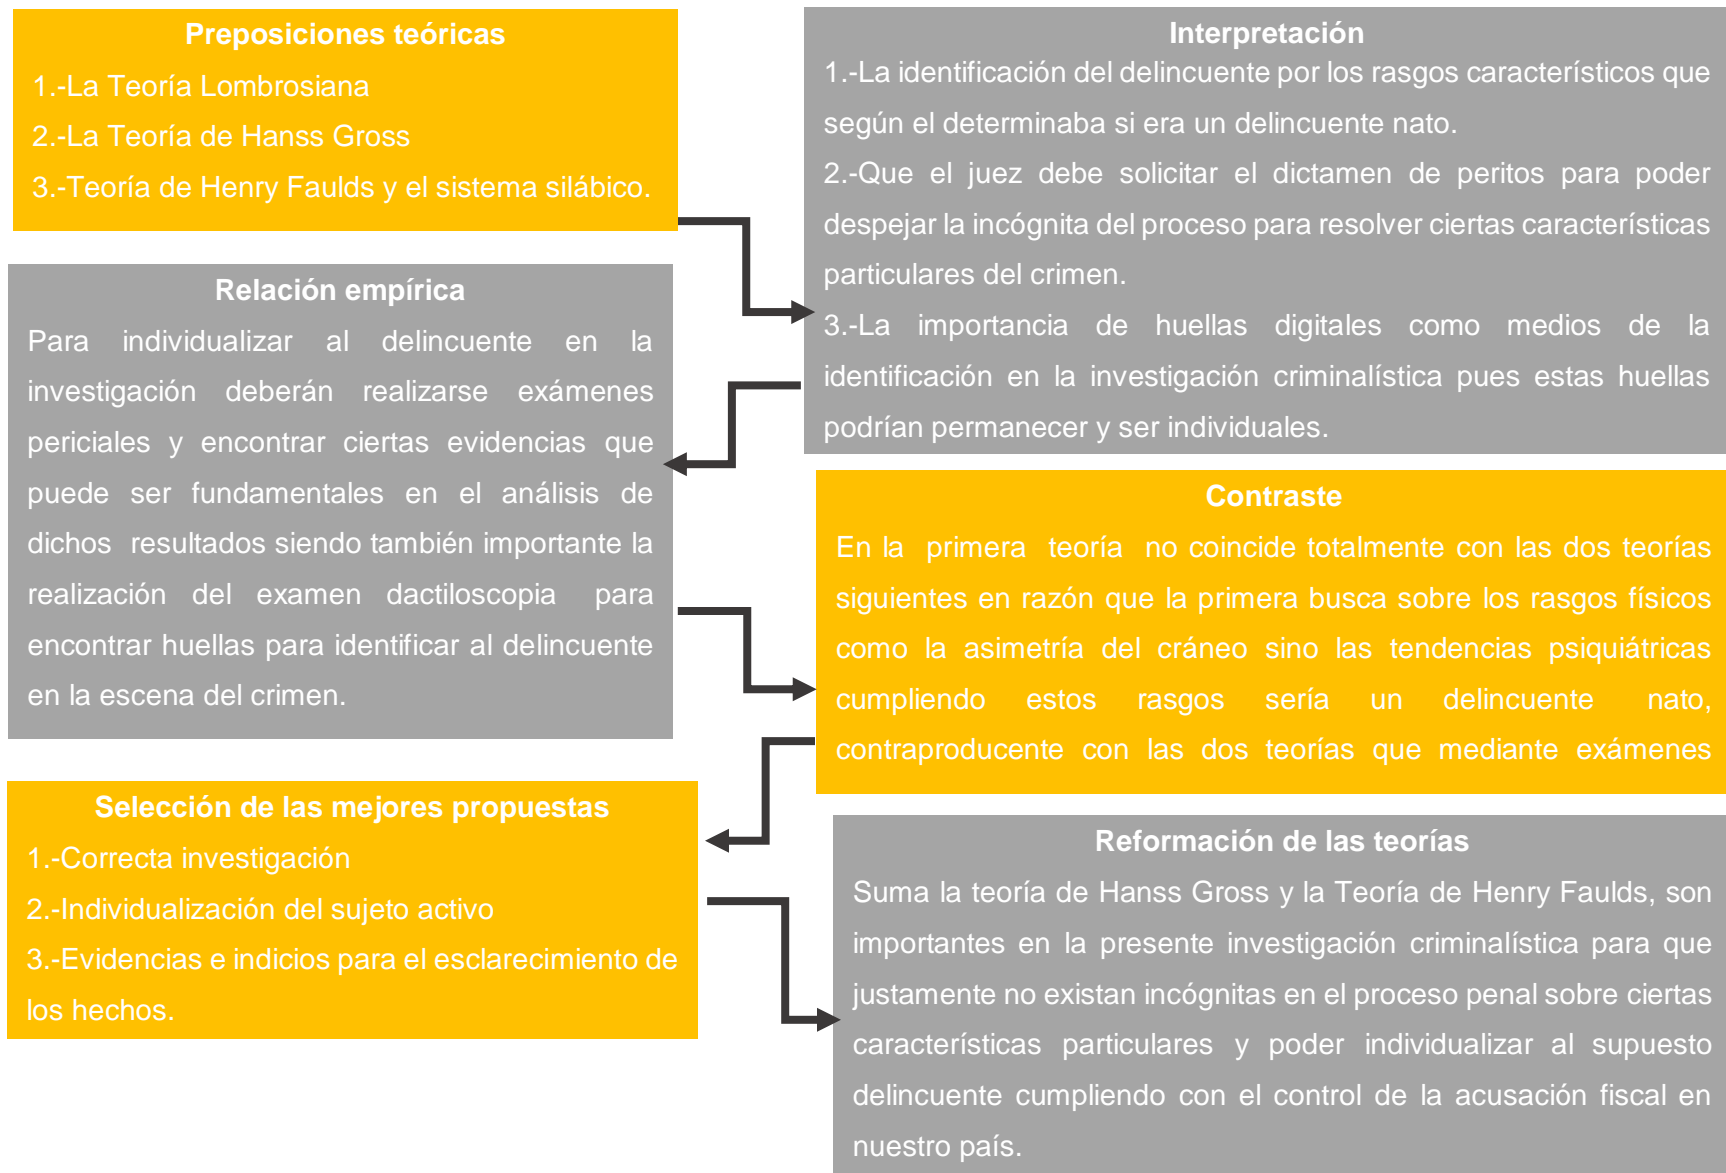 Preposiciones teóricas
1.-La Teoría Lombrosiana
2.-La Teoría de Hanss Gross
3.-Teoría de Henry Faulds y el sistema silábico.
Interpretación
1.-La identificación del delincuente por los rasgos característicos que
según el determinaba si era un delincuente nato.
2.-Que el juez debe solicitar el dictamen de peritos para poder
despejar la incógnita del proceso para resolver ciertas características
particulares del crimen.
3.-La importancia de huellas digitales como medios de la
identificación en la investigación criminalística pues estas huellas
podrían permanecer y ser individuales.
Relación empírica
Para individualizar al delincuente en la
investigación deberán realizarse exámenes
periciales y encontrar ciertas evidencias que
puede ser fundamentales en el análisis de
dichos resultados siendo también importante la
realización del examen dactiloscopia para
encontrar huellas para identificar al delincuente
en la escena del crimen.
Contraste
En la primera teoría no coincide totalmente con las dos teorías
siguientes en razón que la primera busca sobre los rasgos físicos
como la asimetría del cráneo sino las tendencias psiquiátricas
cumpliendo estos rasgos sería un delincuente nato,
contraproducente con las dos teorías que mediante exámenes
Selección de las mejores propuestas
1.-Correcta investigación
2.-Individualización del sujeto activo
3.-Evidencias e indicios para el esclarecimiento de
los hechos.
Reformación de las teorías
Suma la teoría de Hanss Gross y la Teoría de Henry Faulds, son
importantes en la presente investigación criminalística para que
justamente no existan incógnitas en el proceso penal sobre ciertas
características particulares y poder individualizar al supuesto
delincuente cumpliendo con el control de la acusación fiscal en
nuestro país.